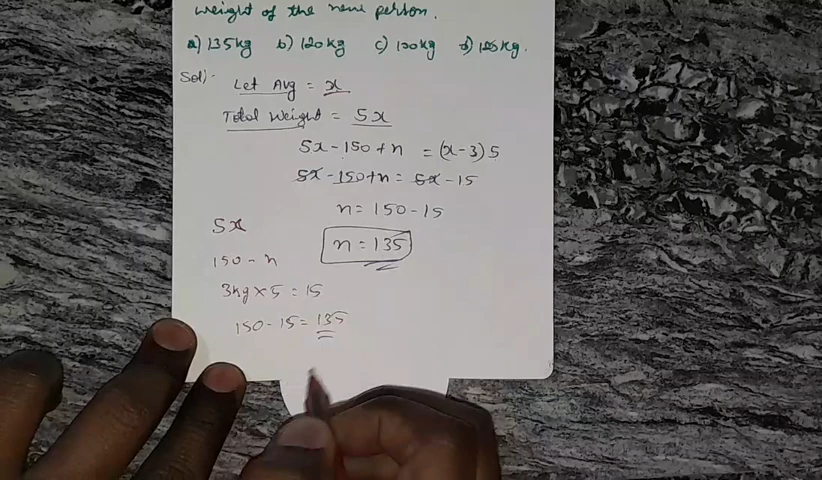 weight of the new person.
a) 135kg b) 120kg c) 100kg d) 125kg.
Sol:-
Let Avg = x
Total Weight = 5x
5x - 150 + n = (x-3) 5
5x - 150 + n = 5x - 15
n = 150 - 15
n = 135
5x
150 - n
3kg × 5 = 15
150 - 15 = 135